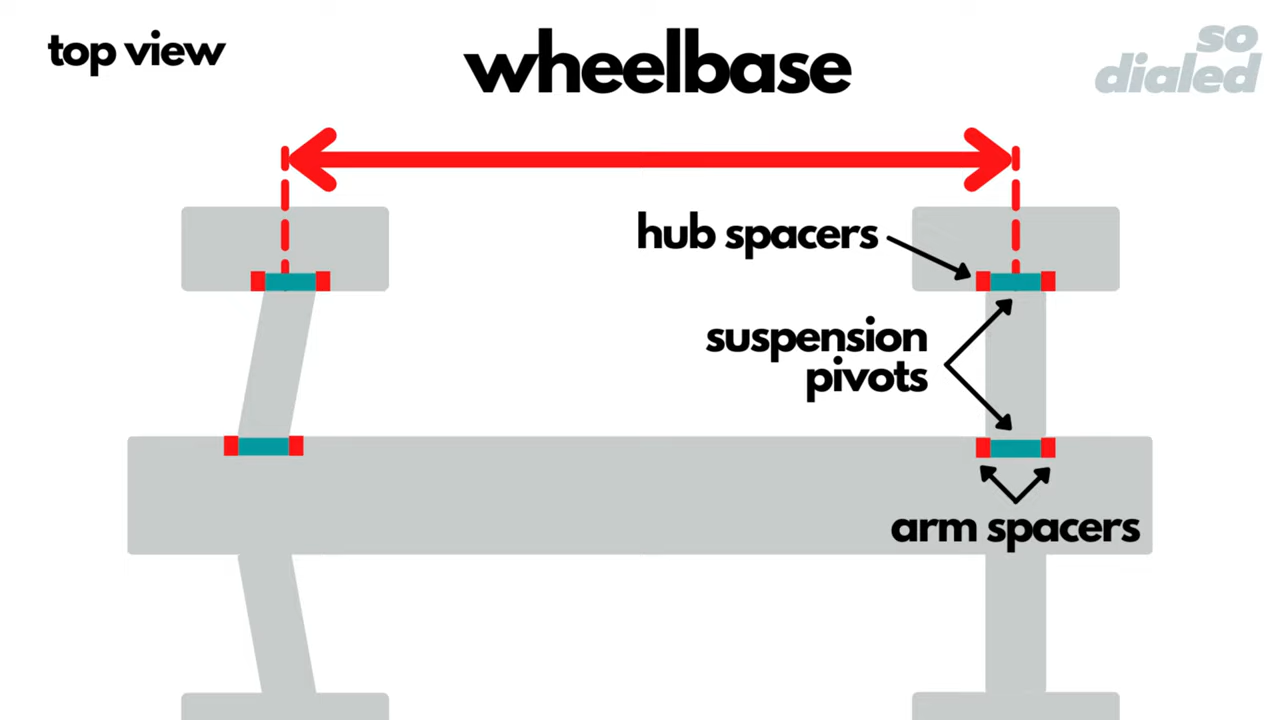 top view
wheelbase
so
dialed
hub spacers
suspension
pivots
arm spacers